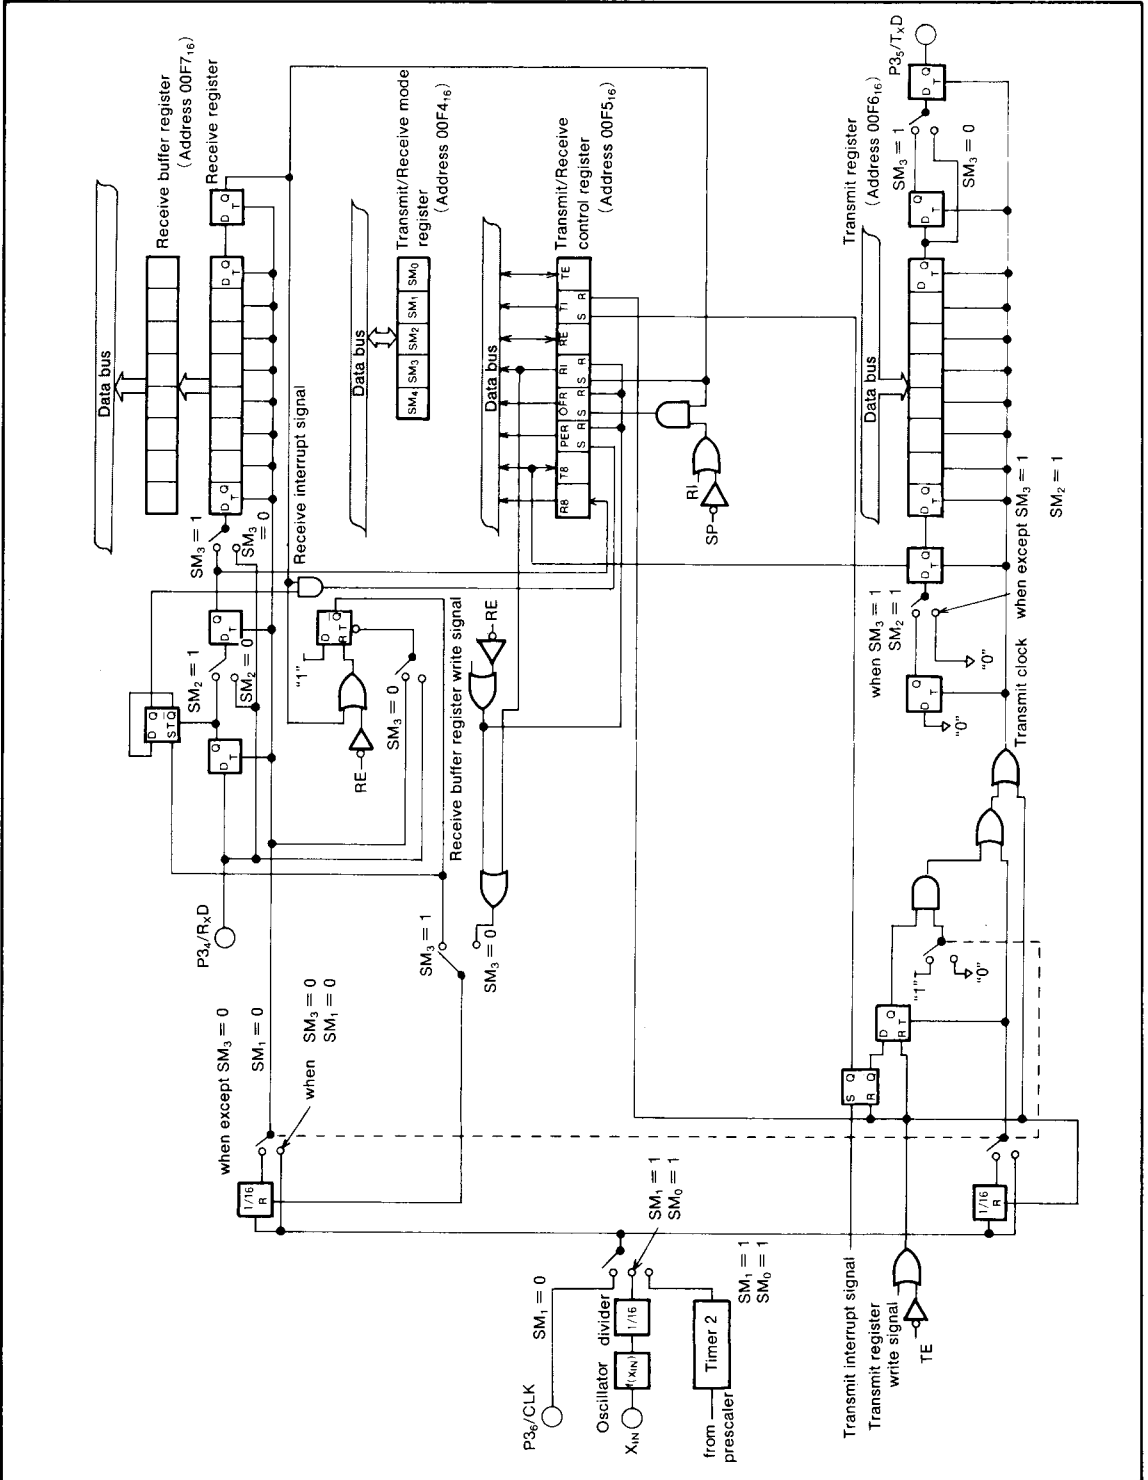 P3₄/RₓD
P3₆/CLK
Oscillator
divider
X_IN
f(X_IN)
1/16
from
prescaler
Timer 2
SM₁ = 0
SM₁ = 1
SM₀ = 1
SM₁ = 1
SM₀ = 1
when except SM₃ = 0
SM₁ = 0
when SM₃ = 0
SM₁ = 0
1/16
R
SM₃ = 1
SM₃ = 0
D Q
S T Q̅
D Q
T
SM₂ = 1
SM₂ = 0
D Q
T
SM₃ = 1
SM₃ = 0
D Q
T
D Q
D Q
T
Data bus
Receive buffer register
(Address 00F7₁₆)
Receive register
Receive interrupt signal
"1"
D Q
R T
RE
SM₃ = 0
Receive buffer register write signal
RE
Data bus
Transmit/Receive mode
register
(Address 00F4₁₆)
SM₄ SM₃ SM₂ SM₁ SM₀
Data bus
Transmit/Receive
control register
(Address 00F5₁₆)
R8 T8 PER OFR RI RE TI TE
S R S R S R S R
RI
SP
Transmit interrupt signal
Transmit register
write signal
TE
S Q
R Q
D Q
R T
"1"
"0"
1/16
R
Transmit clock
"0"
D Q
T
"0"
when SM₃ = 1
SM₂ = 1
when except SM₃ = 1
SM₂ = 1
D Q
T
Data bus
Transmit register
(Address 00F6₁₆)
D Q
T
D Q
T
D Q
T
SM₃ = 1
SM₃ = 0
D Q
T
P3₅/TₓD